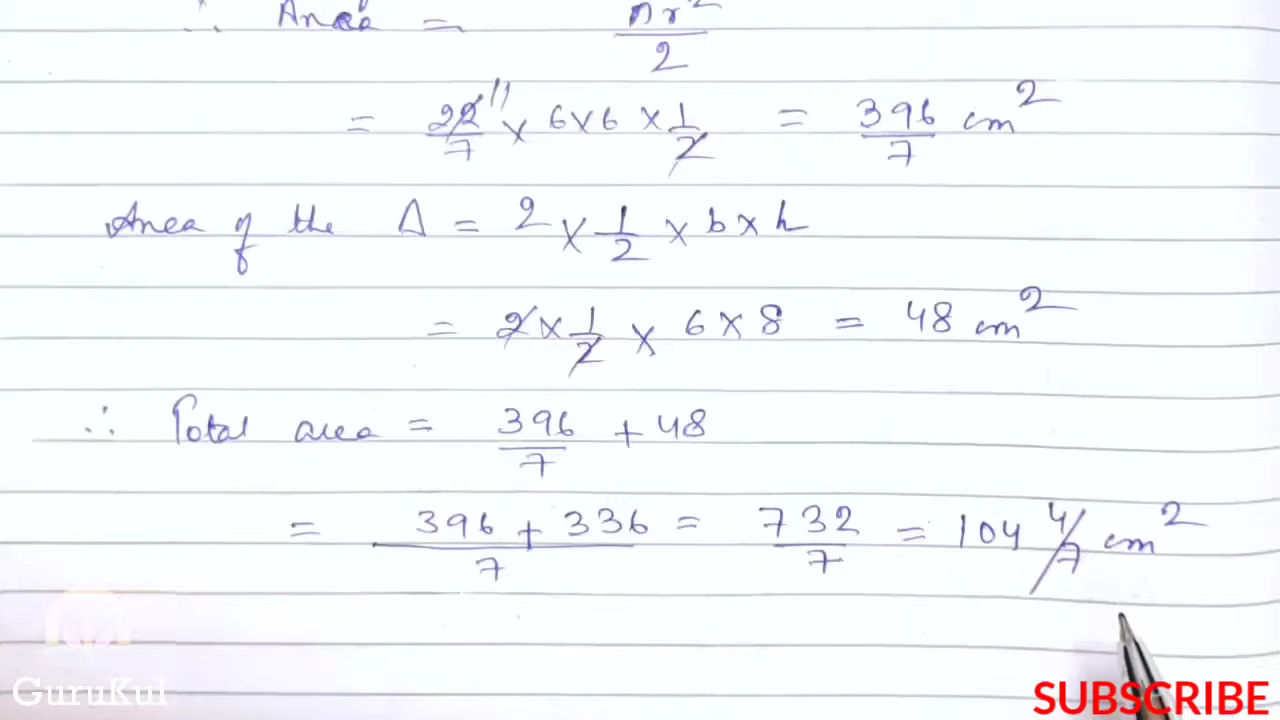 ∴ Area = πr²/2
= 22/7 11 × 6×6 × 1/2 = 396/7 cm²
Area of the Δ = 2 × 1/2 × b × h
= 2 × 1/2 × 6 × 8 = 48 cm²
∴ Total area = 396/7 + 48
= 396 + 336/7 = 732/7 = 104 4/7 cm²
GuruKul
SUBSCRIBE